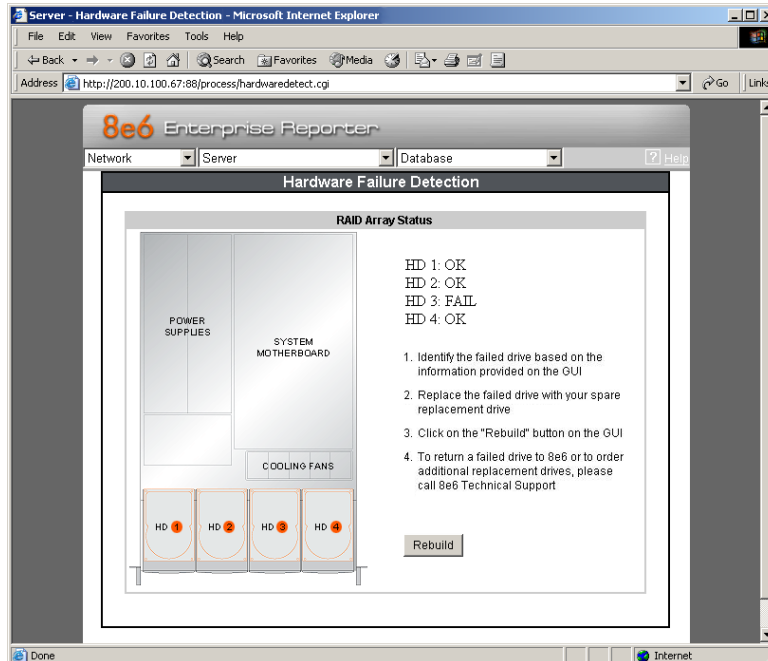 Server - Hardware Failure Detection - Microsoft Internet Explorer
File Edit View Favorites Tools Help
Back Search Favorites Media
Address http://200.10.100.67:88/process/hardwaredetect.cgi Go Links
8e6 Enterprise Reporter
Network Server Database ? Help
Hardware Failure Detection
RAID Array Status
HD 1: OK
HD 2: OK
HD 3: FAIL
HD 4: OK
POWER
SUPPLIES
SYSTEM
MOTHERBOARD
1. Identify the failed drive based on the
information provided on the GUI
2. Replace the failed drive with your spare
replacement drive
3. Click on the "Rebuild" button on the GUI
4. To return a failed drive to 8e6 or to order
additional replacement drives, please
call 8e6 Technical Support
COOLING FANS
HD 1 HD 2 HD 3 HD 4
Rebuild
Done Internet